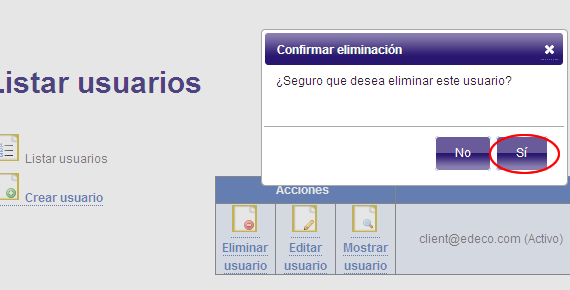 Confirmar eliminación
¿Seguro que desea eliminar este usuario?
No
Sí
Listar usuarios
Listar usuarios
Crear usuario
Acciones
Eliminar usuario
Editar usuario
Mostrar usuario
client@edeco.com (Activo)